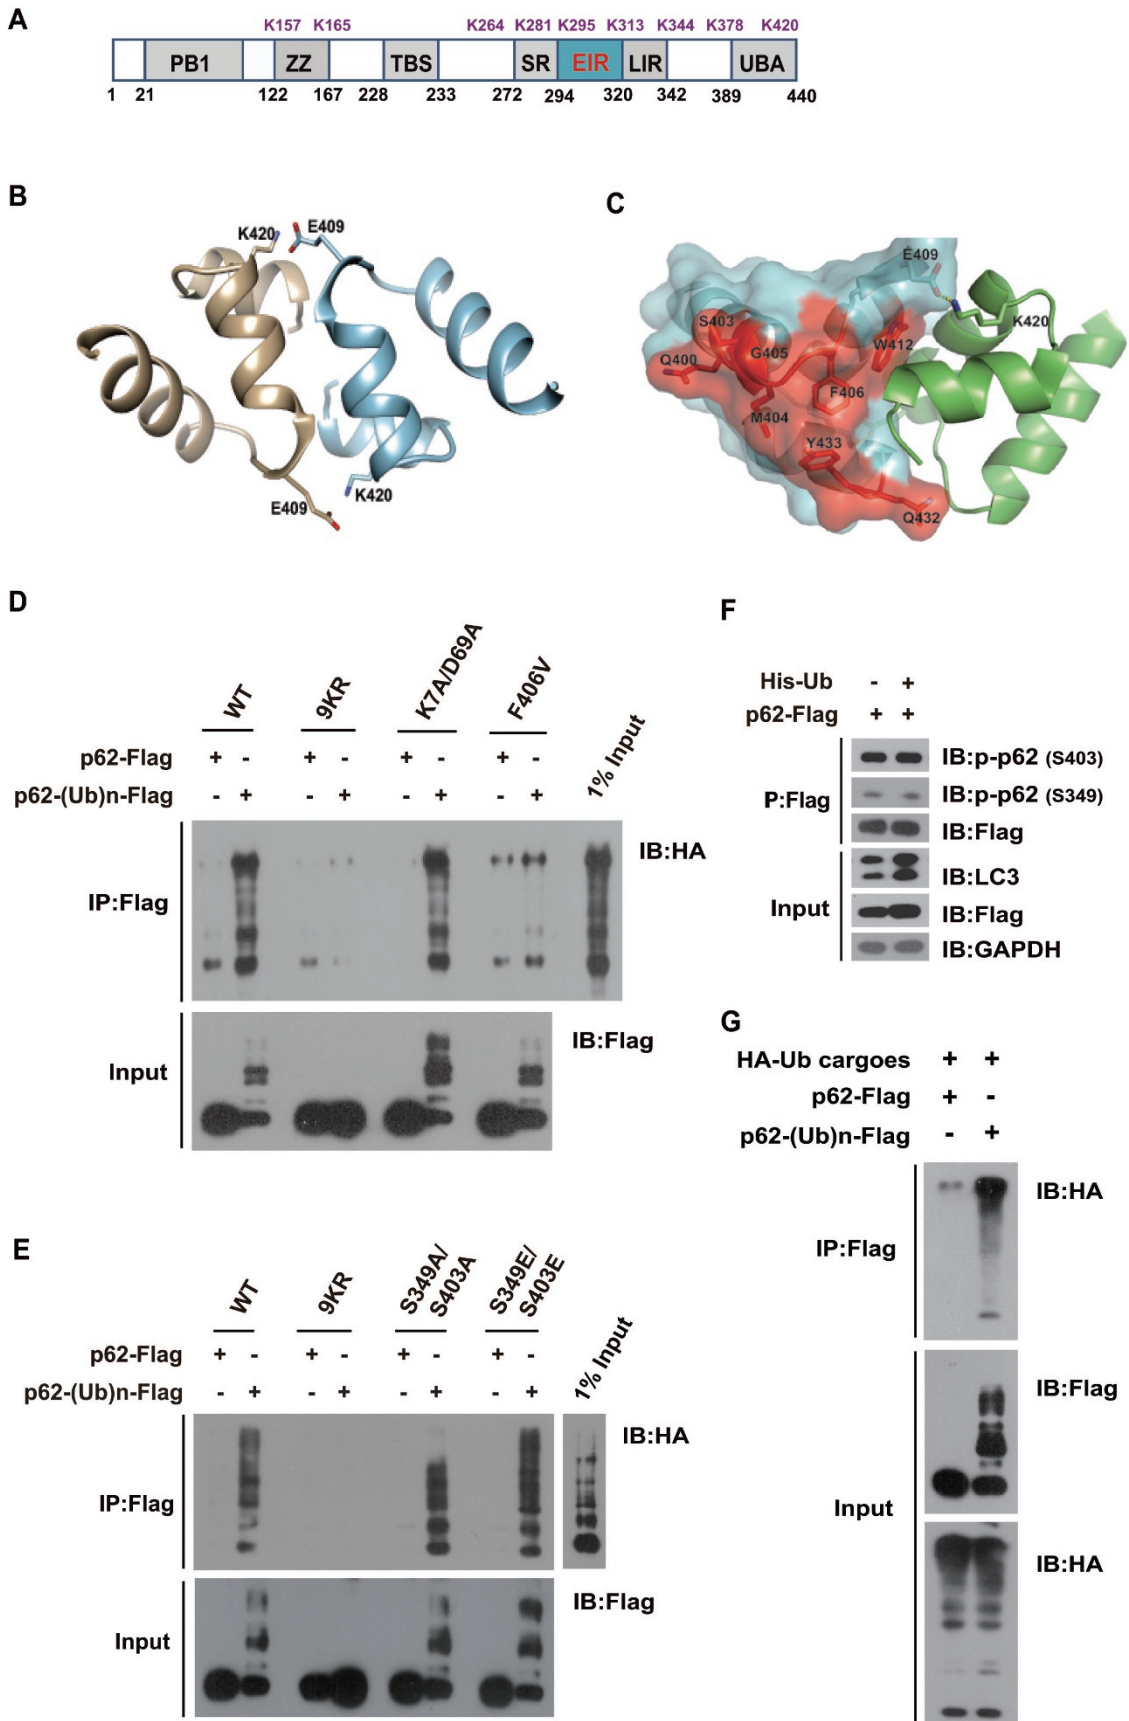 A
K157 K165 K264 K281 K295 K313 K344 K378 K420
PB1 ZZ TBS SR EIR LIR UBA
1 21 122 167 228 233 272 294 320 342 389 440
B
K420 E409
E409 K420
C
E409
K420
S403
G405
W412
Q400
F406
M404
Y433
Q432
D
WT 9KR K7A/D69A F406V 1% Input
p62-Flag + - + - + - + -
p62-(Ub)n-Flag - + - + - + - +
IB:HA
IP:Flag
IB:Flag
Input
E
WT 9KR S349A/ S403A S349E/ S403E 1% Input
p62-Flag + - + - + - + -
p62-(Ub)n-Flag - + - + - + - +
IB:HA
IP:Flag
IB:Flag
Input
F
His-Ub - +
p62-Flag + +
IB:p-p62 (S403)
P:Flag
IB:p-p62 (S349)
IB:Flag
IB:LC3
Input
IB:Flag
IB:GAPDH
G
HA-Ub cargoes + +
p62-Flag + -
p62-(Ub)n-Flag - +
IB:HA
IP:Flag
IB:Flag
Input
IB:HA